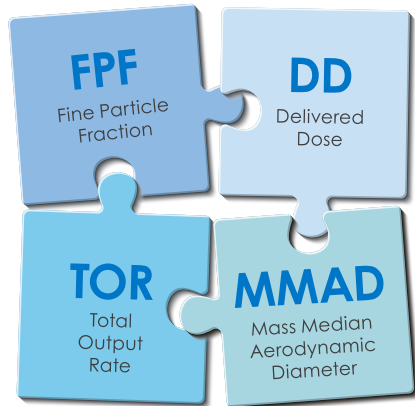 FPF
Fine Particle
Fraction
DD
Delivered
Dose
TOR
Total
Output
Rate
MMAD
Mass Median
Aerodynamic
Diameter